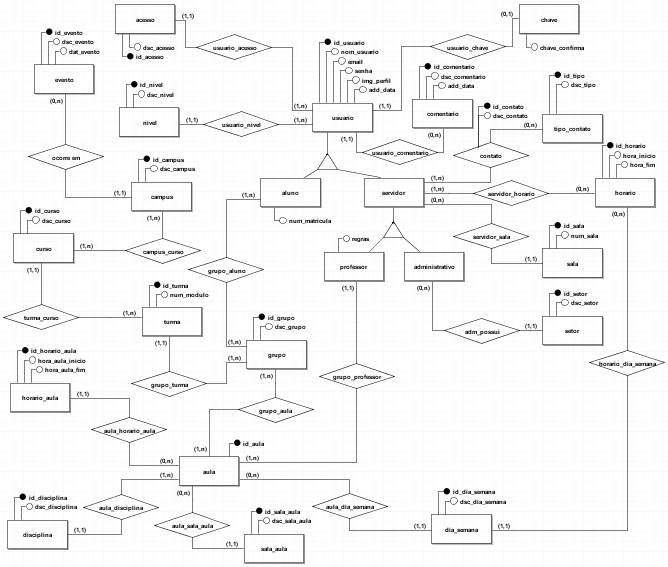 acesso
(1,1)
dsc_acesso
id_acesso
usuario_acesso
(1,n)
(0,1)
chave
chave_confirma
usuario_chave
(1,1)
id_evento
dsc_evento
dat_evento
evento
(0,n)
id_nivel
dsc_nivel
nivel
(1,1)
usuario_nivel
(1,n)
id_usuario
nom_usuario
email
senha
img_perfil
add_data
usuario
(1,1)
id_comentario
dsc_comentario
add_data
comentario
(0,n)
usuario_comentario
id_contato
dsc_contato
contato
(1,n)
(0,n)
id_tipo
dsc_tipo
tipo_contato
id_horario
hora_inicio
hora_fim
horario
(0,n)
(0,n)
servidor_horario
(1,n)
ocorre em
(1,1)
id_campus
dsc_campus
campus
(1,n)
campus_curso
(1,n)
aluno
(1,n)
num_matricula
servidor
(0,n)
servidor_sala
(1,1)
id_sala
num_sala
sala
id_curso
dsc_curso
curso
(1,1)
turma_curso
(1,n)
id_turma
num_modulo
turma
(1,1)
grupo_aluno
(1,n)
regras
professor
(1,1)
administrativo
(0,n)
adm_possui
(1,1)
id_setor
dsc_setor
setor
id_grupo
dsc_grupo
grupo
(1,n)
grupo_turma
(1,n)
grupo_professor
horario_dia_semana
id_horario_aula
hora_aula_inicio
hora_aula_fim
horario_aula
(1,1)
aula_horario_aula
(0,n)
grupo_aula
(1,n)
id_aula
aula
(1,n)
(1,n)
(0,n)
(0,n)
id_disciplina
dsc_disciplina
disciplina
(1,1)
aula_disciplina
aula_sala_aula
(1,1)
id_sala_aula
dsc_sala_aula
sala_aula
aula_dia_semana
(1,1)
id_dia_semana
dsc_dia_semana
dia_semana
(1,1)